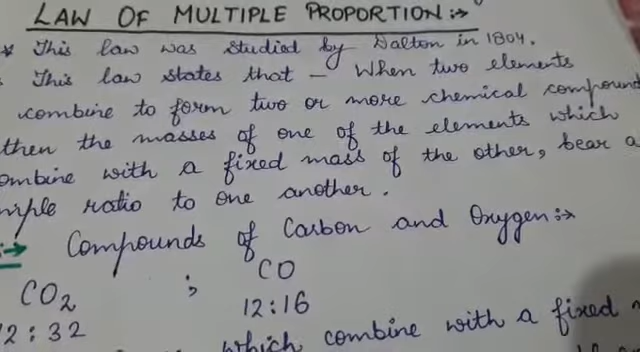 LAW OF MULTIPLE PROPORTION :→
* This law was studied by Dalton in 1804.
This law states that — When two elements
combine to form two or more chemical compound
then the masses of one of the elements which
ombine with a fixed mass of the other, bear a
mple ratio to one another.
:→ Compounds of Carbon and Oxygen :→
CO2 ; CO
2 : 32 12 : 16
which combine with a fixed